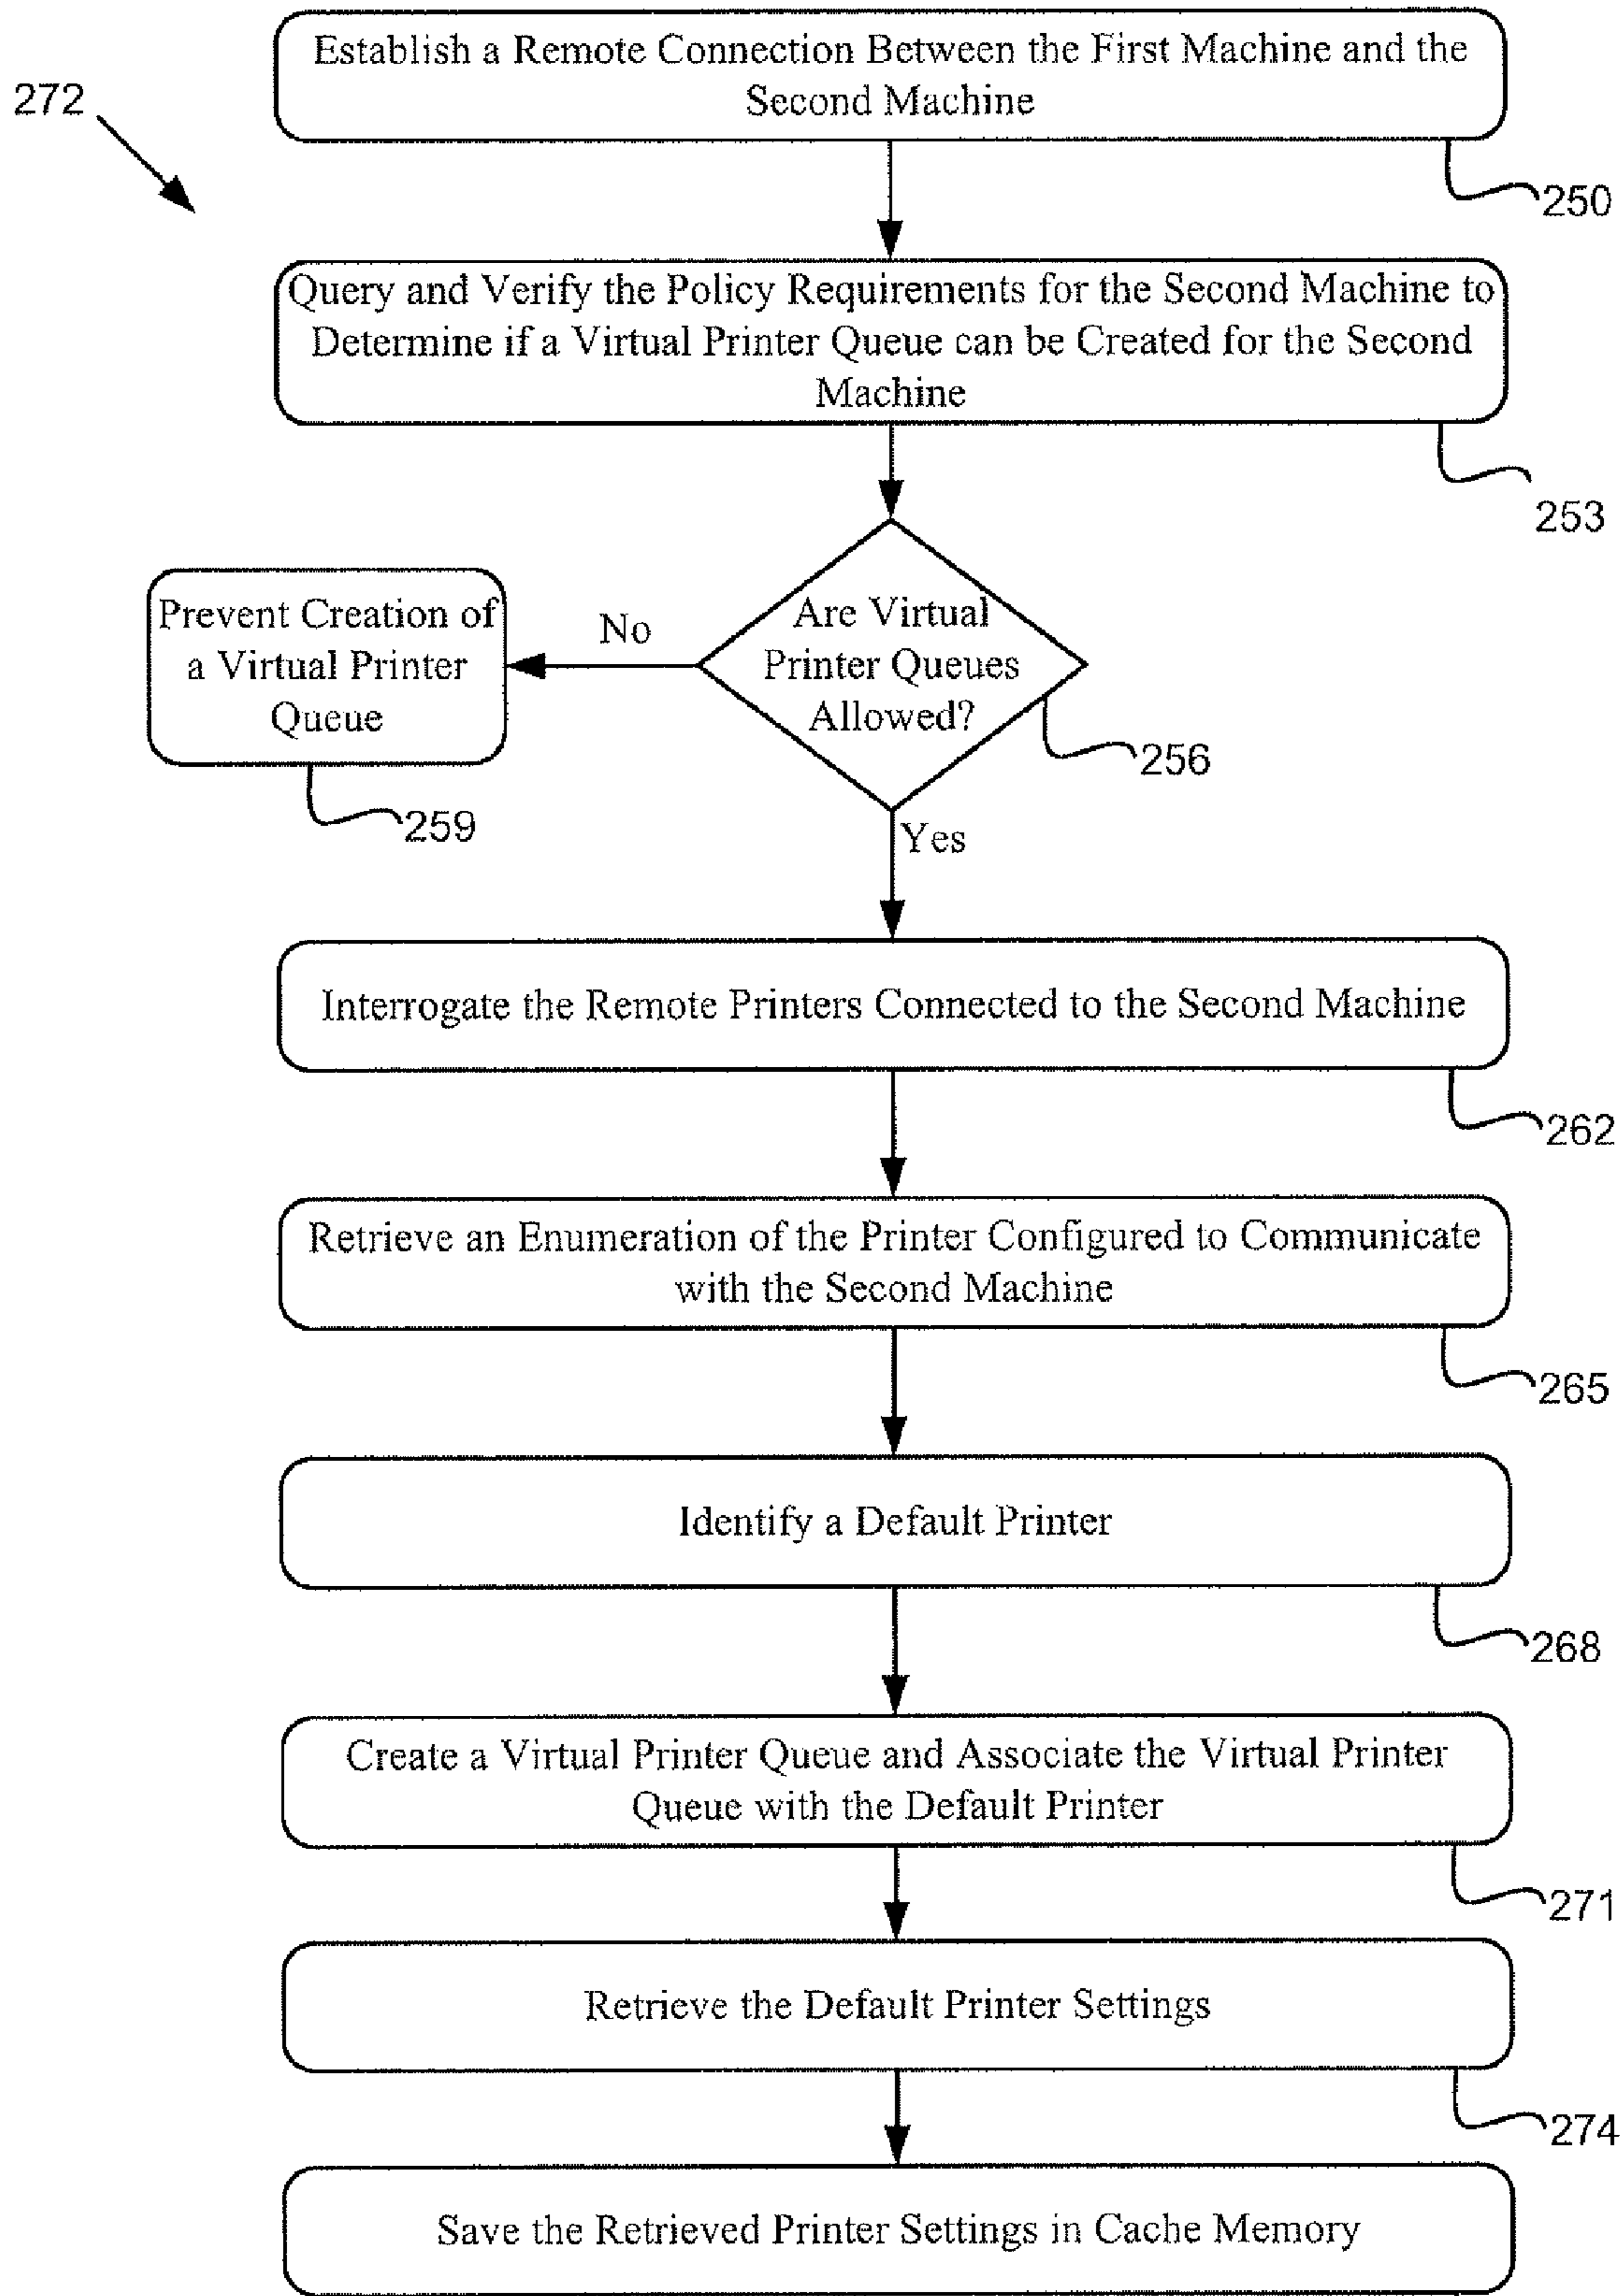 Establish a Remote Connection Between the First Machine and the
Second Machine
272
250
Query and Verify the Policy Requirements for the Second Machine to
Determine if a Virtual Printer Queue can be Created for the Second
Machine
253
Are Virtual
Printer Queues
Allowed?
256
No
Prevent Creation of
a Virtual Printer
Queue
259
Yes
Interrogate the Remote Printers Connected to the Second Machine
262
Retrieve an Enumeration of the Printer Configured to Communicate
with the Second Machine
265
Identify a Default Printer
268
Create a Virtual Printer Queue and Associate the Virtual Printer
Queue with the Default Printer
271
Retrieve the Default Printer Settings
274
Save the Retrieved Printer Settings in Cache Memory